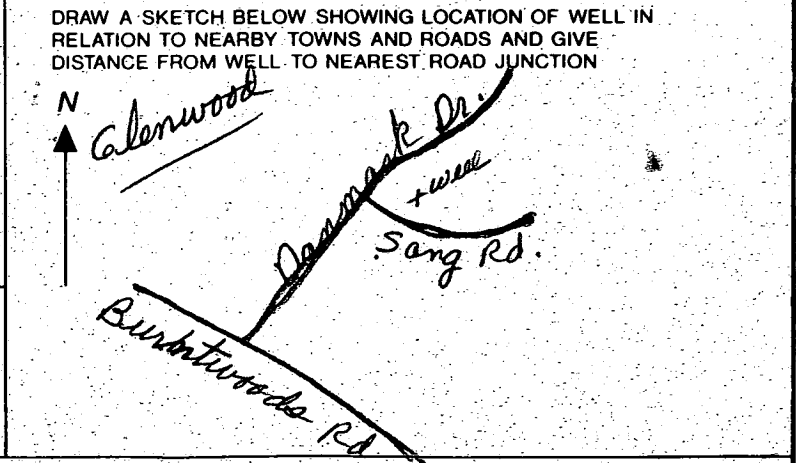 DRAW A SKETCH BELOW SHOWING LOCATION OF WELL IN
RELATION TO NEARBY TOWNS AND ROADS AND GIVE
DISTANCE FROM WELL TO NEAREST ROAD JUNCTION
N
Glenwood
Danmark Dr.
+ well
Sang Rd.
Burntwoods Rd